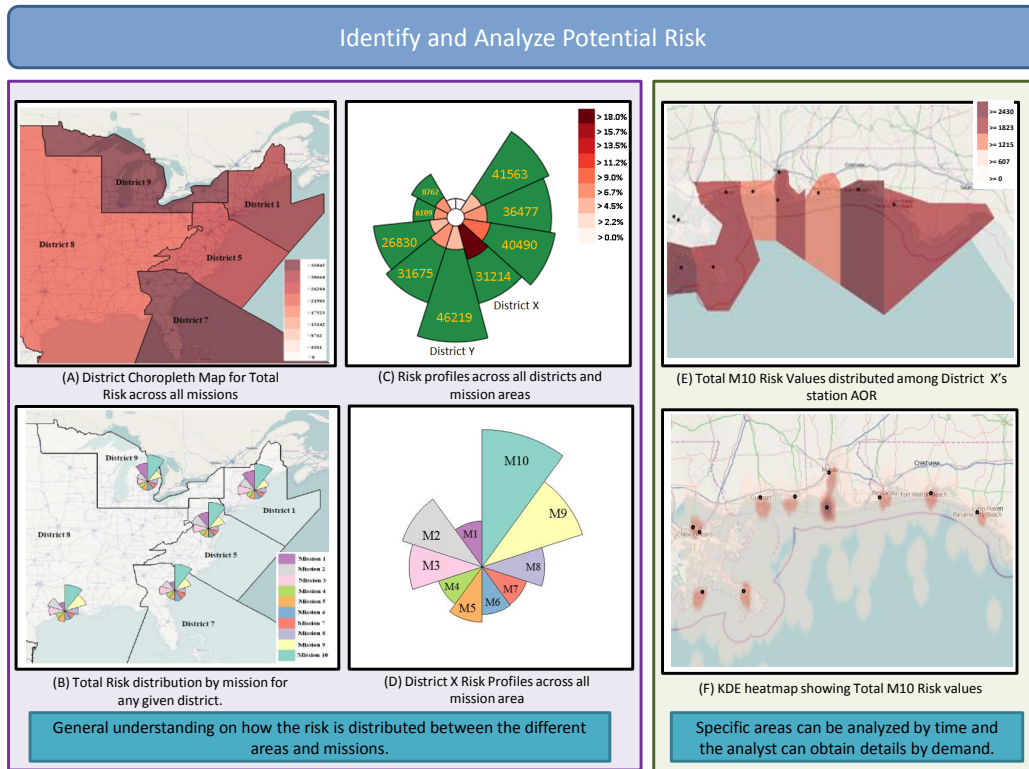 Identify and Analyze Potential Risk
District 9
District 1
District 8
District 5
District 7
(A) District Choropleth Map for Total
Risk across all missions
> 18.0%
> 15.7%
> 13.5%
> 11.2%
> 9.0%
> 6.7%
> 4.5%
> 2.2%
> 0.0%
41563
36477
40490
31214
46219
31675
26830
6109
8762
District X
District Y
(C) Risk profiles across all districts and
mission areas
District 9
District 1
District 8
District 5
District 7
Mission 1
Mission 2
Mission 3
Mission 4
Mission 5
Mission 6
Mission 7
Mission 8
Mission 9
Mission 10
(B) Total Risk distribution by mission for
any given district.
M10
M9
M8
M7
M6
M5
M4
M3
M2
M1
(D) District X Risk Profiles across all
mission area
General understanding on how the risk is distributed between the different
areas and missions.
>= 2430
>= 1823
>= 1215
>= 607
>= 0
Crestview
(E) Total M10 Risk Values distributed among District X's
station AOR
Crestview
Mobile
Pensacola
Fort Walton Beach
Gulfport
(F) KDE heatmap showing Total M10 Risk values
Specific areas can be analyzed by time and
the analyst can obtain details by demand.